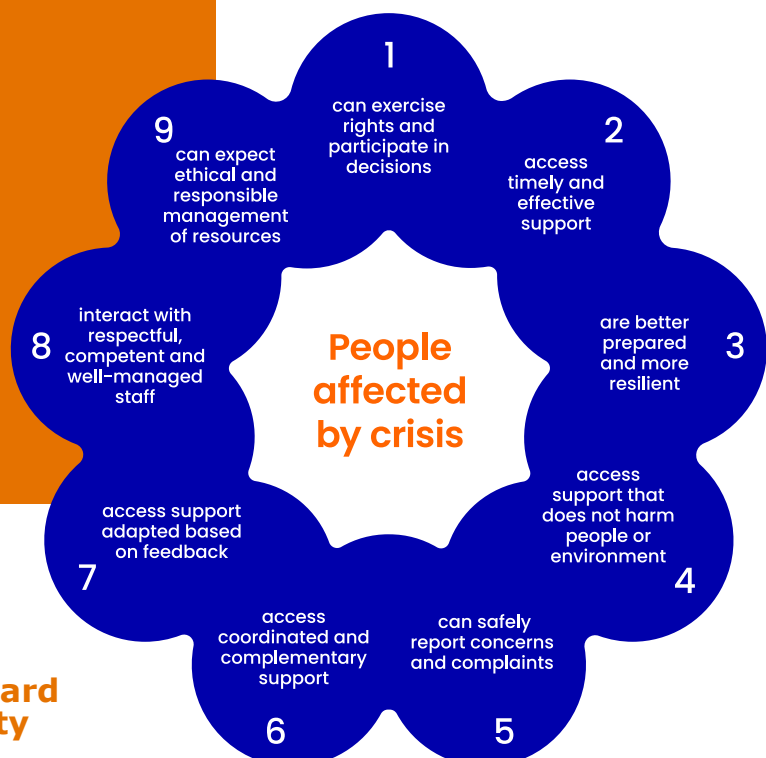 1
can exercise
rights and
participate in
decisions
2
access
timely and
effective
support
3
are better
prepared
and more
resilient
4
access
support that
does not harm
people or
environment
5
can safely
report concerns
and complaints
6
access
coordinated and
complementary
support
7
access support
adapted based
on feedback
8
interact with
respectful,
competent and
well-managed
staff
9
can expect
ethical and
responsible
management
of resources
People
affected
by crisis
ard
ty